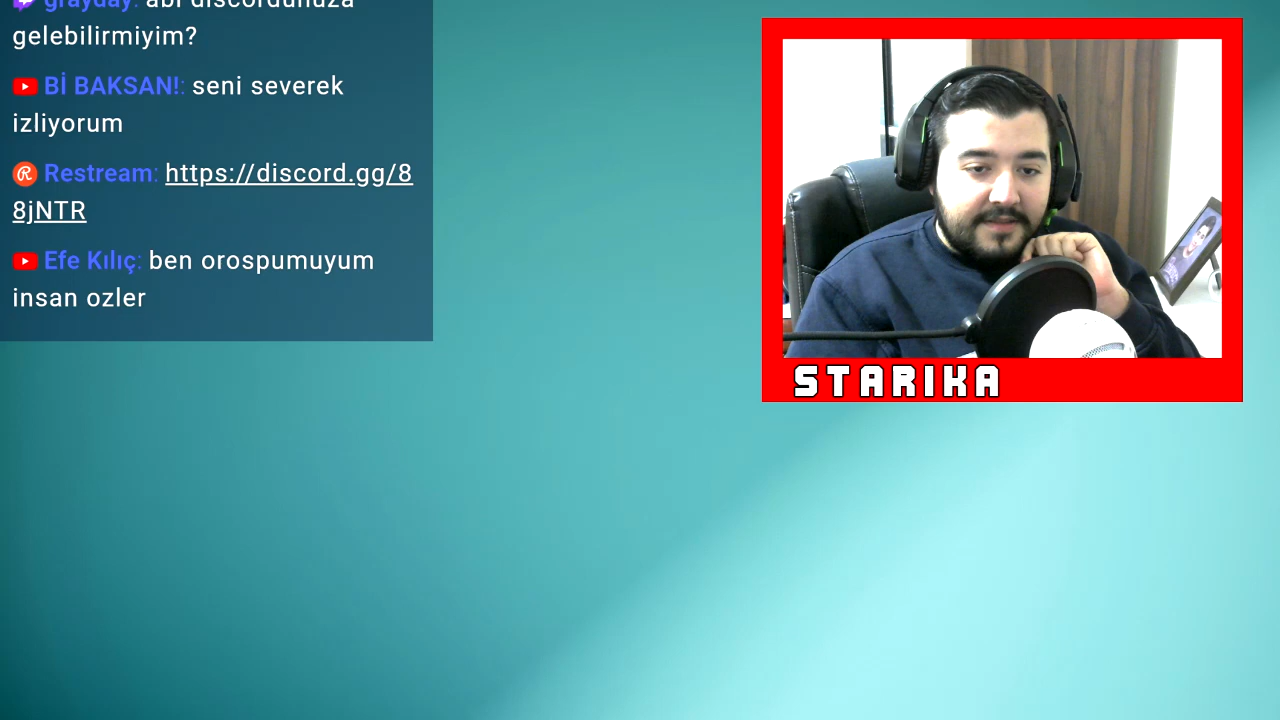 grayday: abi discordunuza
gelebilirmiyim?
Bİ BAKSAN!: seni severek
izliyorum
Restream: https://discord.gg/8
8jNTR
Efe Kılıç: ben orospumuyum
insan ozler
STARIKA